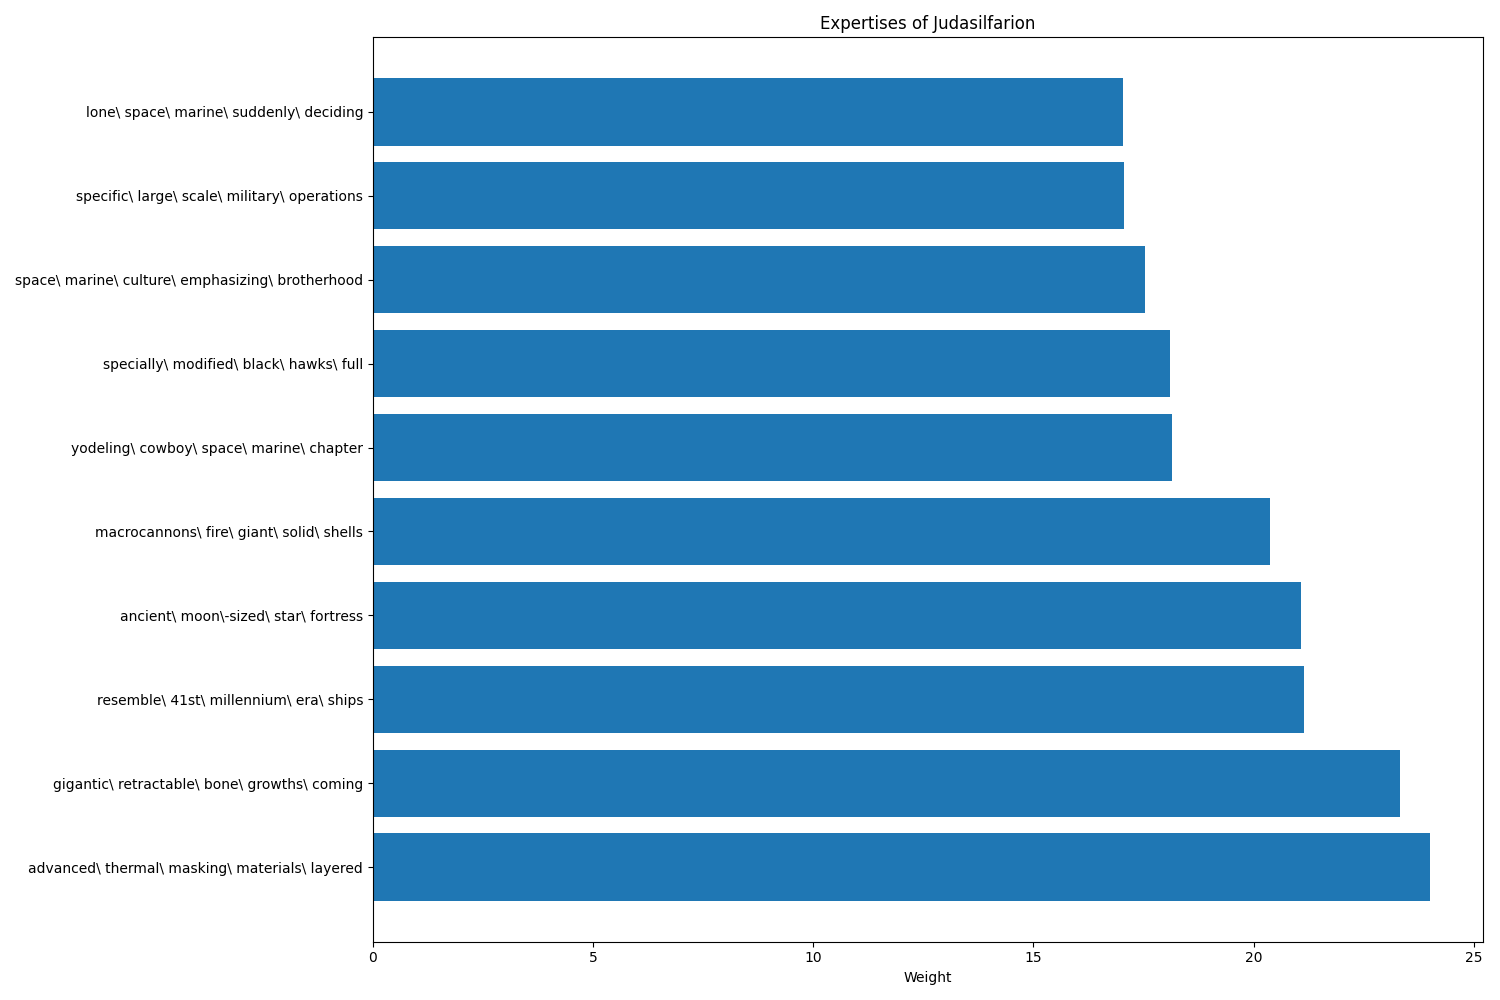 Expertises of Judasilfarion
lone\ space\ marine\ suddenly\ deciding
specific\ large\ scale\ military\ operations
space\ marine\ culture\ emphasizing\ brotherhood
specially\ modified\ black\ hawks\ full
yodeling\ cowboy\ space\ marine\ chapter
macrocannons\ fire\ giant\ solid\ shells
ancient\ moon\-sized\ star\ fortress
resemble\ 41st\ millennium\ era\ ships
gigantic\ retractable\ bone\ growths\ coming
advanced\ thermal\ masking\ materials\ layered
0 5 10 15 20 25
Weight